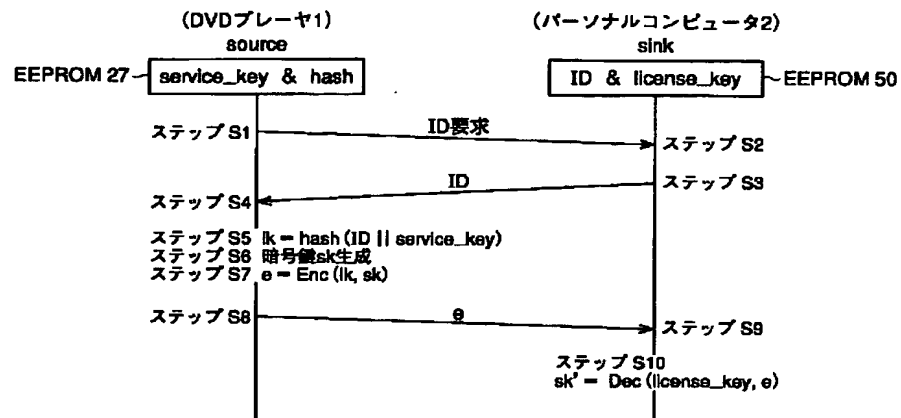 (DVDプレーヤ1) (パーソナルコンピュータ2)
source sink
EEPROM 27 service_key & hash ID & license_key EEPROM 50
ステップ S1 ID要求 ステップ S2
ID ステップ S3
ステップ S4
ステップ S5 lk = hash (ID || service_key)
ステップ S6 暗号鍵sk生成
ステップ S7 e = Enc (lk, sk)
ステップ S8 e ステップ S9
ステップ S10
sk' = Dec (license_key, e)